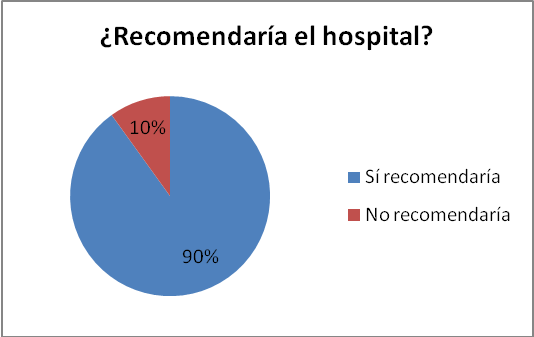 ¿Recomendaría el hospital?
10%
Sí recomendaría
No recomendaría
90%